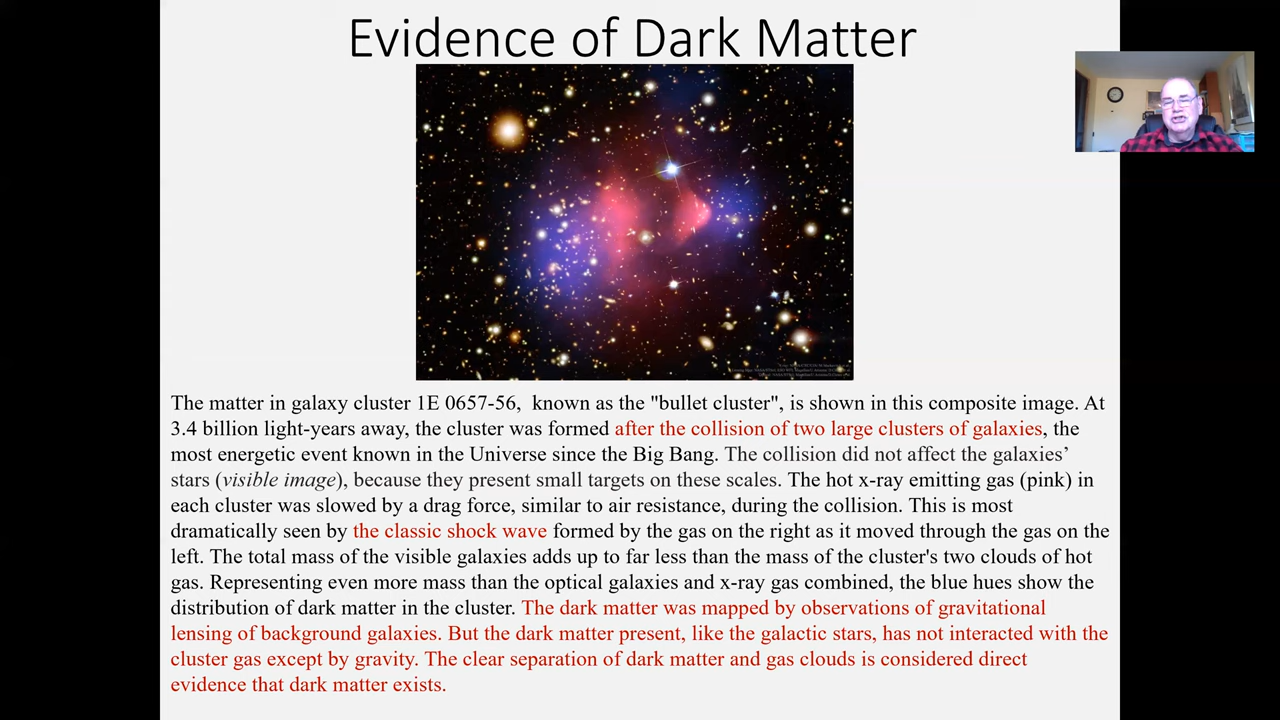 Evidence of Dark Matter
The matter in galaxy cluster 1E 0657-56,  known as the "bullet cluster", is shown in this composite image. At
3.4 billion light-years away, the cluster was formed after the collision of two large clusters of galaxies, the
most energetic event known in the Universe since the Big Bang. The collision did not affect the galaxies’
stars (visible image), because they present small targets on these scales. The hot x-ray emitting gas (pink) in
each cluster was slowed by a drag force, similar to air resistance, during the collision. This is most
dramatically seen by the classic shock wave formed by the gas on the right as it moved through the gas on the
left. The total mass of the visible galaxies adds up to far less than the mass of the cluster's two clouds of hot
gas. Representing even more mass than the optical galaxies and x-ray gas combined, the blue hues show the
distribution of dark matter in the cluster. The dark matter was mapped by observations of gravitational
lensing of background galaxies. But the dark matter present, like the galactic stars, has not interacted with the
cluster gas except by gravity. The clear separation of dark matter and gas clouds is considered direct
evidence that dark matter exists.